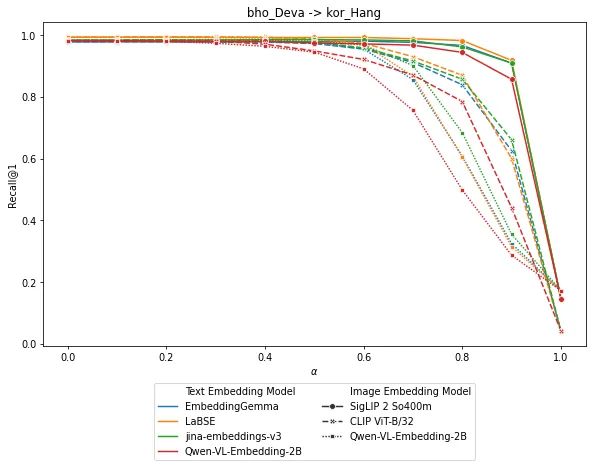 bho_Deva -> kor_Hang
Recall@1
1.0
0.8
0.6
0.4
0.2
0.0
0.0 0.2 0.4 0.6 0.8 1.0
α
Text Embedding Model
EmbeddingGemma
LaBSE
jina-embeddings-v3
Qwen-VL-Embedding-2B
Image Embedding Model
SigLIP 2 So400m
CLIP ViT-B/32
Qwen-VL-Embedding-2B